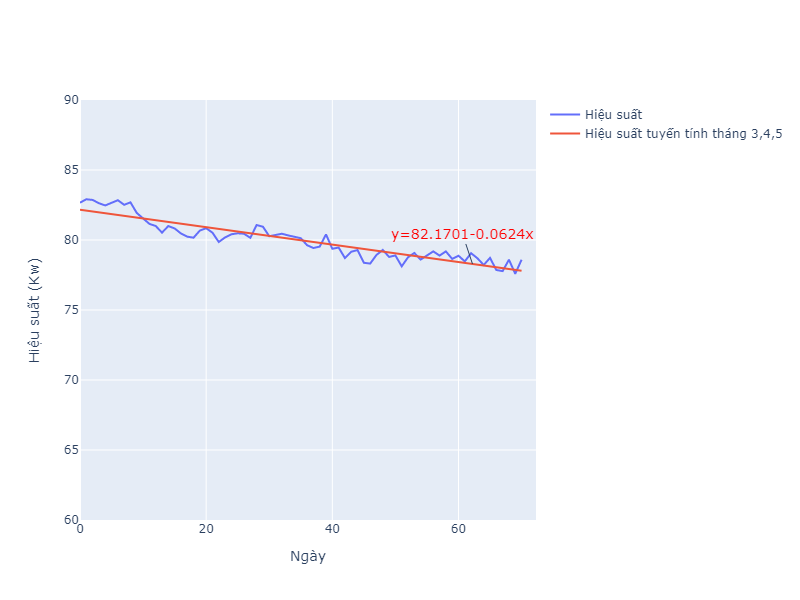 90
85
80
75
70
65
60
0
20
40
60
Hiệu suất (Kw)
Ngày
y=82.1701-0.0624x
Hiệu suất
Hiệu suất tuyến tính tháng 3,4,5